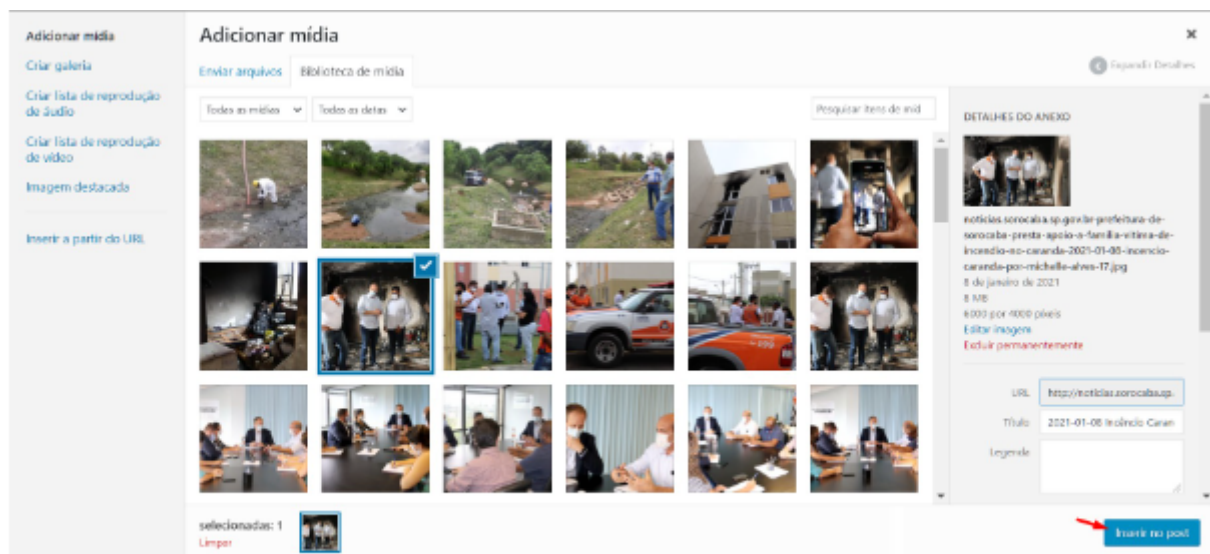 Adicionar mídia
Criar galeria
Criar lista de reprodução
de áudio
Criar lista de reprodução
de vídeo
Imagem destacada
Inserir a partir do URL
Adicionar mídia
Enviar arquivos
Biblioteca de mídia
Expandir Detalhes
Todas as mídias
Todas as datas
Pesquisar itens de míd
DETALHES DO ANEXO
noticias.sorocaba.sp.gov.br-prefeitura-de-
sorocaba-presta-apoio-a-familia-vitima-de-
incendio-no-caranda-2021-01-08-incencio-
caranda-por-michelle-alves-17.jpg
8 de janeiro de 2021
8 MB
6000 por 4000 pixels
Editar imagem
Excluir permanentemente
URL
http://noticias.sorocaba.sp.
Título
2021-01-08 Incêncio Caran
Legenda
199
selecionadas: 1
Limpar
Inserir no post